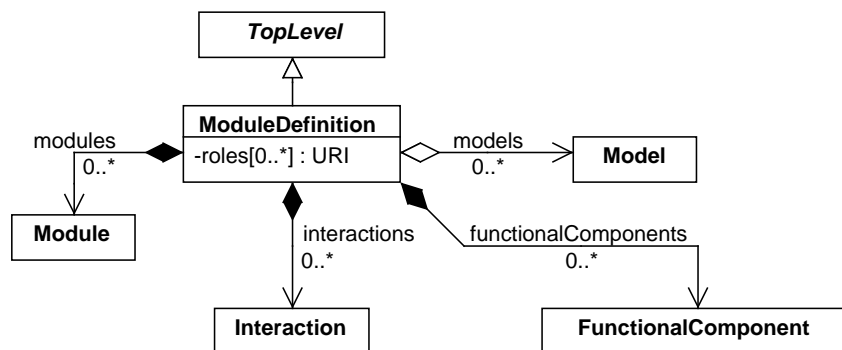 TopLevel
ModuleDefinition
-roles[0..*] : URI
modules
0..*
models
0..*
Model
Module
interactions
0..*
functionalComponents
0..*
Interaction
FunctionalComponent